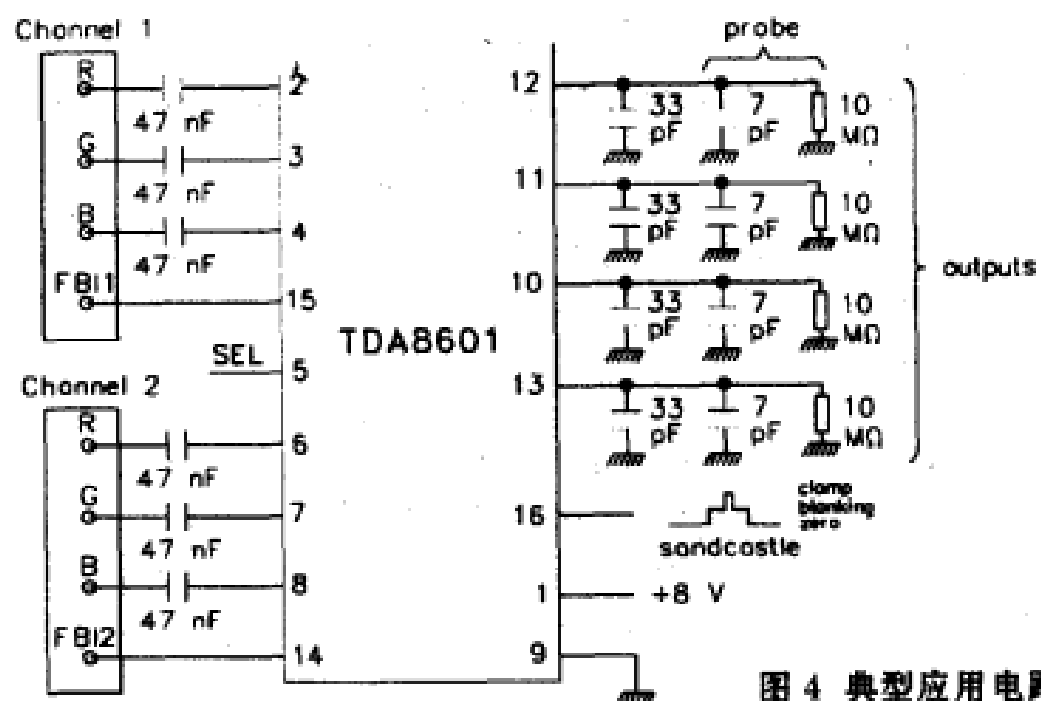 Channel 1
R
2
47 nF
G
3
47 nF
B
4
47 nF
FBI1
15
SEL
5
Channel 2
R
6
47 nF
G
7
47 nF
B
8
47 nF
FBI2
14
TDA8601
probe
12
33 pF
7 pF
10 MΩ
11
33 pF
7 pF
10 MΩ
10
33 pF
7 pF
10 MΩ
13
33 pF
7 pF
10 MΩ
outputs
16
clamp
blanking
zero
sandcastle
1
+8 V
9
图 4 典型应用电路